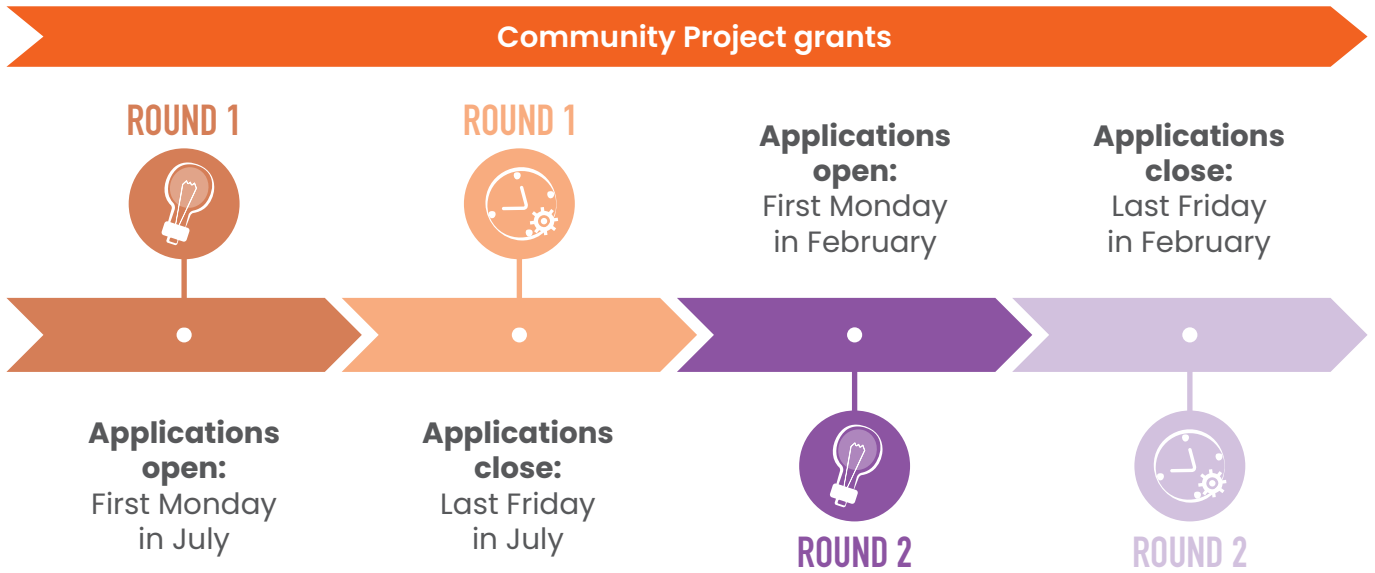 Community Project grants
ROUND 1
Applications
open:
First Monday
in July
ROUND 1
Applications
close:
Last Friday
in July
Applications
open:
First Monday
in February
ROUND 2
Applications
close:
Last Friday
in February
ROUND 2